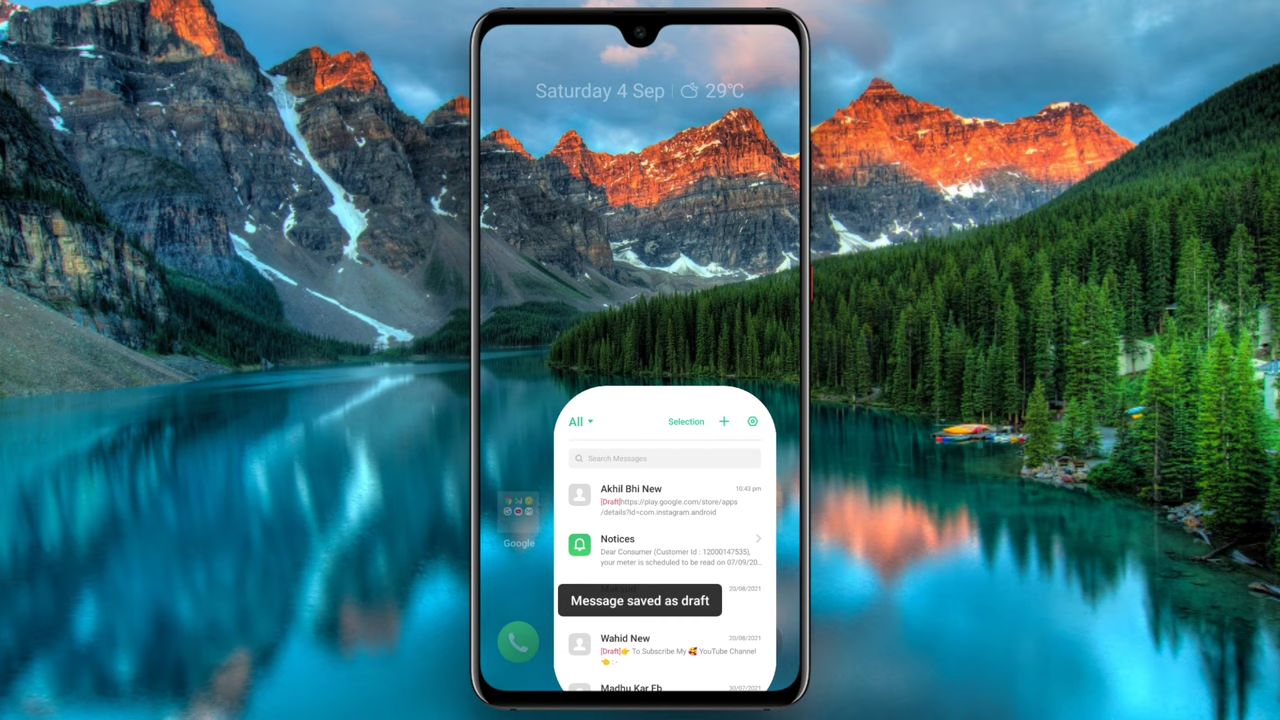 Saturday 4 Sep | 29℃
All
Selection
Search Messages
Akhil Bhi New
10:43 pm
[Draft]https://play.google.com/store/apps
/details?id=com.instagram.android
Notices
Dear Consumer (Customer Id : 12000147535),
your meter is scheduled to be read on 07/09/20...
20/08/2021
Message saved as draft
Wahid New
20/08/2021
[Draft]👉 To Subscribe My 🥰 YouTube Channel
👈 : -
Madhu Kar Fb
30/07/2021
Google